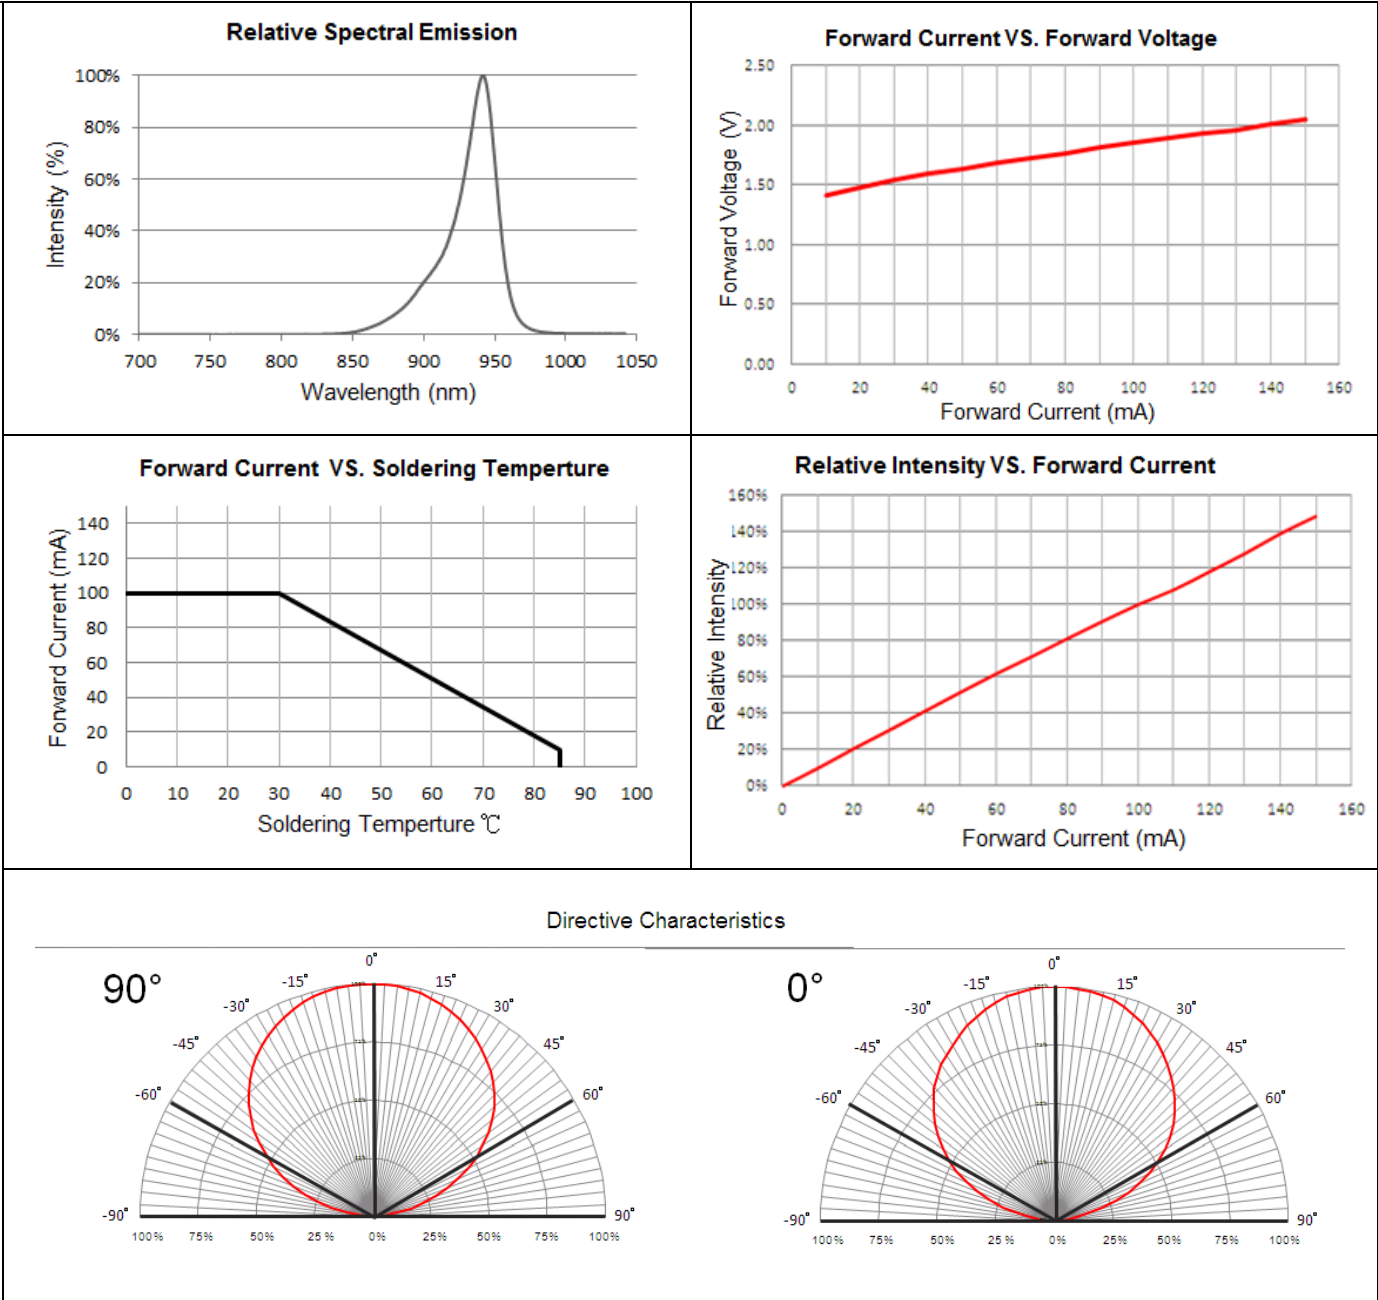 Relative Spectral Emission
100%
80%
60%
40%
20%
0%
Intensity (%)
700 750 800 850 900 950 1000 1050
Wavelength (nm)
Forward Current VS. Forward Voltage
2.50
2.00
1.50
1.00
0.50
0.00
Forward Voltage (V)
0 20 40 60 80 100 120 140 160
Forward Current (mA)
Forward Current VS. Soldering Temperture
140
120
100
80
60
40
20
0
Forward Current (mA)
0 10 20 30 40 50 60 70 80 90 100
Soldering Temperture ℃
Relative Intensity VS. Forward Current
160%
140%
120%
100%
80%
60%
40%
20%
0%
Relative Intensity
0 20 40 60 80 100 120 140 160
Forward Current (mA)
Directive Characteristics
90°
0°
-15° 15°
-30° 30°
-45° 45°
-60° 60°
-90° 90°
100% 75% 50% 25% 0% 25% 50% 75% 100%
0°
0°
-15° 15°
-30° 30°
-45° 45°
-60° 60°
-90° 90°
100% 75% 50% 25% 0% 25% 50% 75% 100%